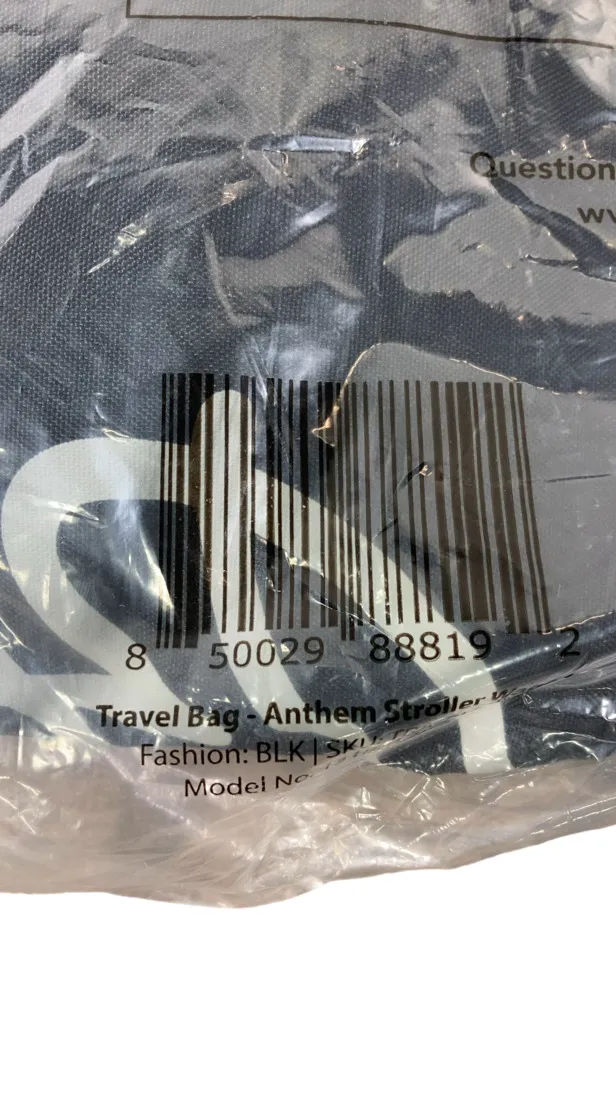 Question
8 50029 88819 2
Travel Bag - Anthem Stroller
Fashion: BLK | SKU:
Model No